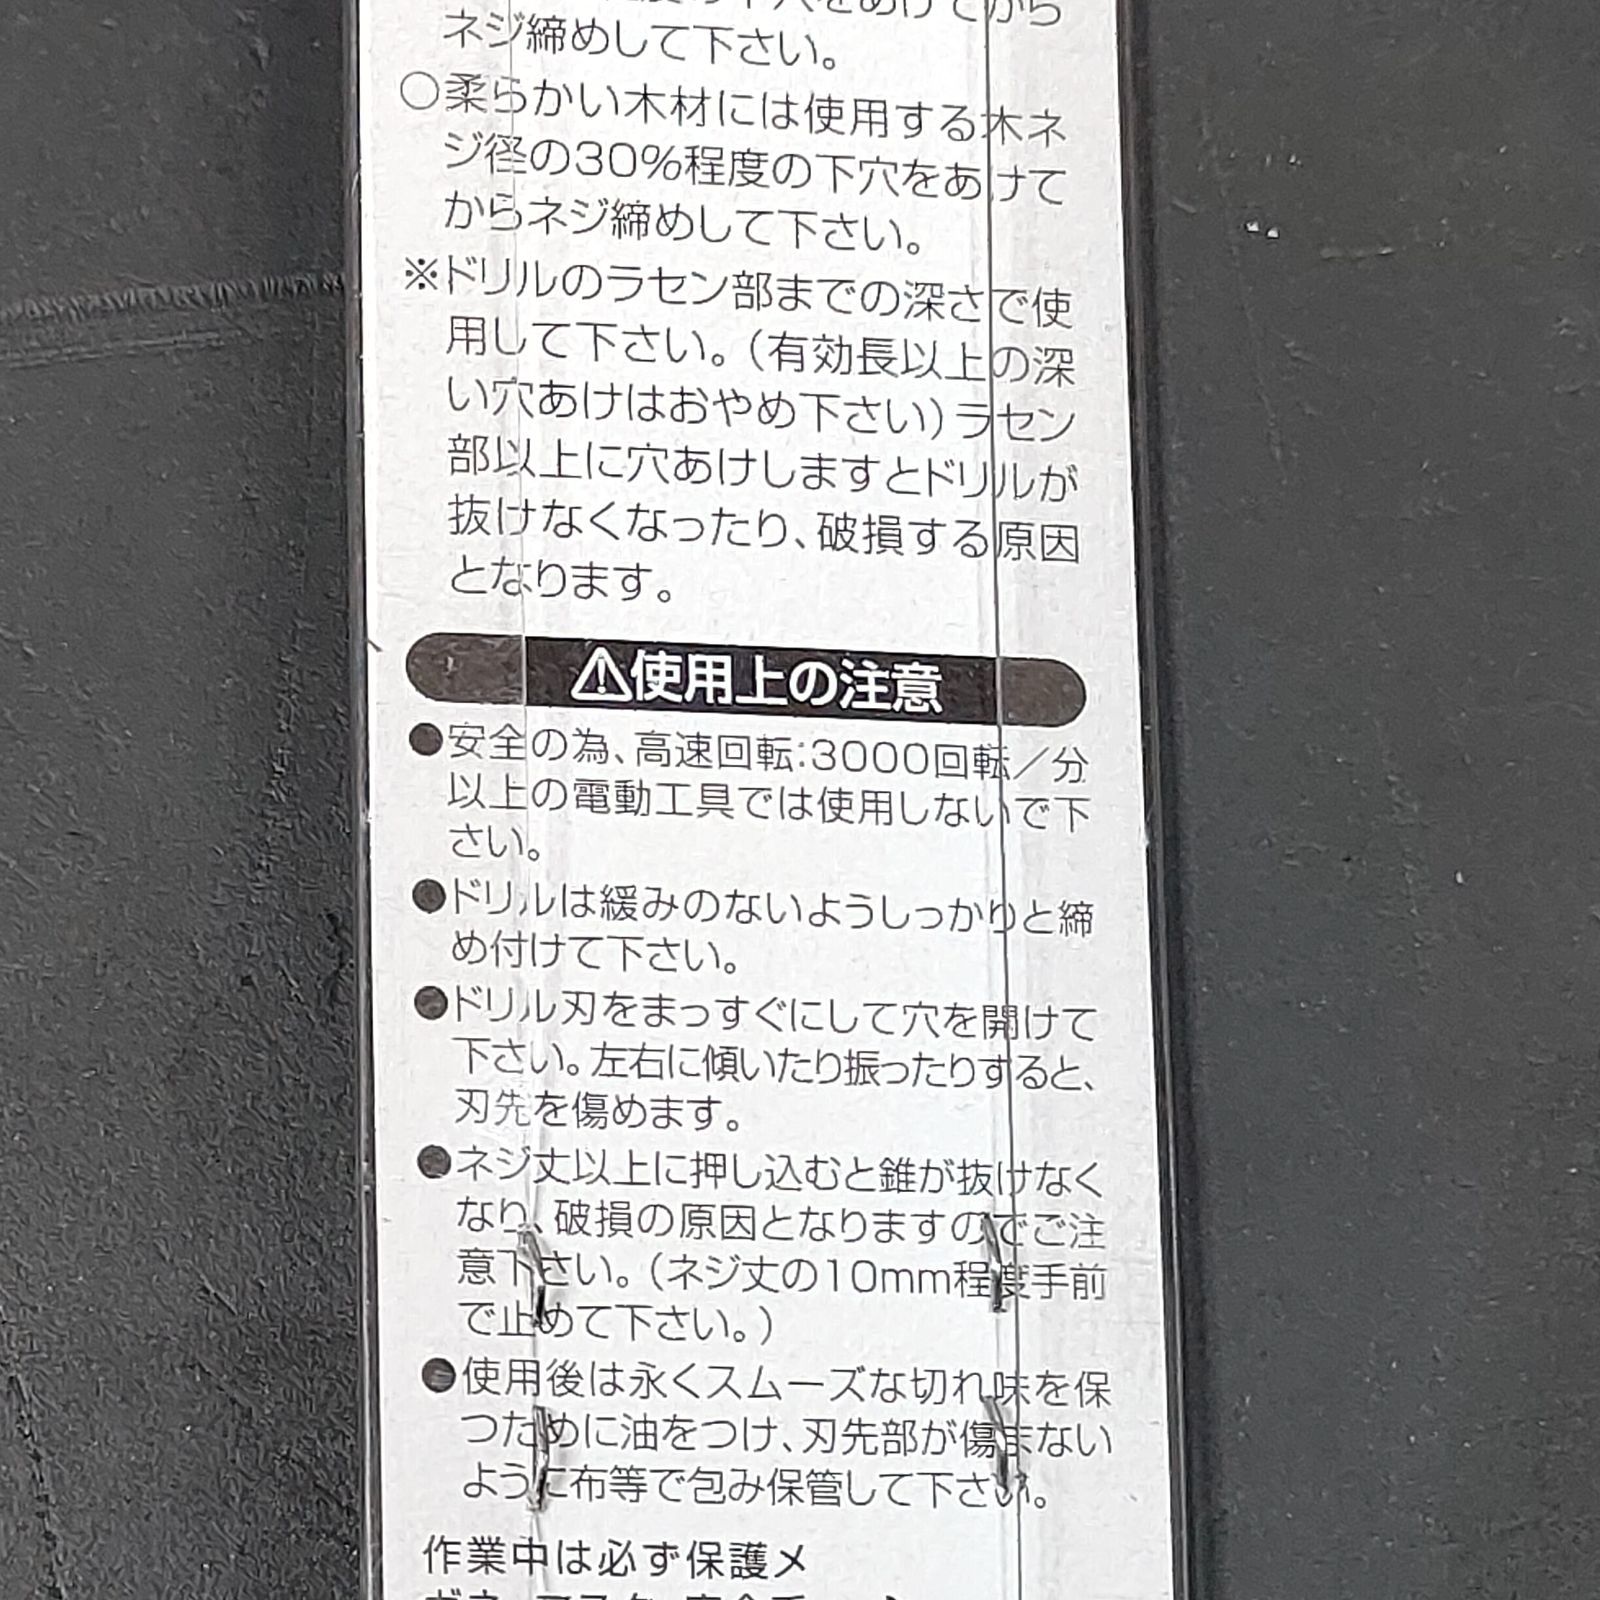 ネジ締めして下さい。
○柔らかい木材には使用する木ネ
ジ径の30%程度の下穴をあけて
からネジ締めして下さい。
※ドリルのラセン部までの深さで使
用して下さい。(有効長以上の深
い穴あけはおやめ下さい)ラセン
部以上に穴あけしますとドリルが
抜けなくなったり、破損する原因
となります。
⚠使用上の注意
●安全の為、高速回転:3000回転/分
以上の電動工具では使用しないで下
さい。
●ドリルは緩みのないようしっかりと締
め付けて下さい。
●ドリル刃をまっすぐにして穴を開けて
下さい。左右に傾いたり振ったりすると、
刃先を傷めます。
●ネジ丈以上に押し込むと錐が抜けなく
なり、破損の原因となりますのでご注
意下さい。(ネジ丈の10mm程度手前
で止めて下さい。)
●使用後は永くスムーズな切れ味を保
つために油をつけ、刃先部が傷まない
ように布等で包み保管して下さい。
作業中は必ず保護メ